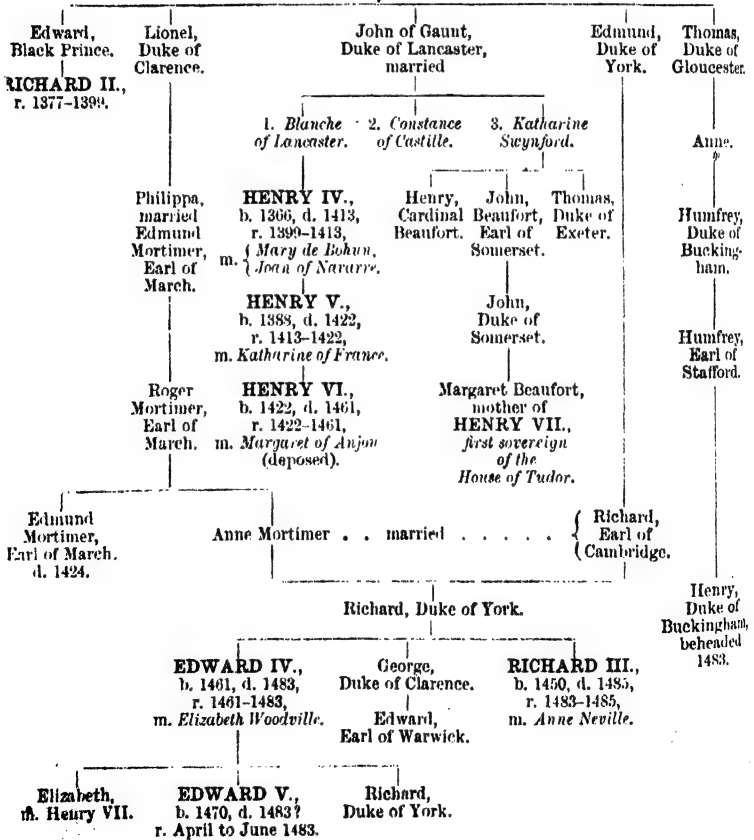 Edward,
Black Prince.
RICHARD II.,
r. 1377–1399.
Lionel,
Duke of
Clarence.
John of Gaunt,
Duke of Lancaster,
married
Edmund,
Duke of
York.
Thomas,
Duke of
Gloucester.
1. Blanche
of Lancaster.
2. Constance
of Castille.
3. Katharine
Swynford.
Anne.
Philippa,
married
Edmund
Mortimer,
Earl of
March.
HENRY IV.,
b. 1366, d. 1413,
r. 1399–1413,
m. { Mary de Bohun,
Joan of Navarre.
Henry,
Cardinal
Beaufort.
John,
Beaufort,
Earl of
Somerset.
Thomas,
Duke of
Exeter.
Humfrey,
Duke of
Bucking-
ham.
HENRY V.,
b. 1388, d. 1422,
r. 1413–1422,
m. Katharine of France.
John,
Duke of
Somerset.
Humfrey,
Earl of
Stafford.
Roger
Mortimer,
Earl of
March.
HENRY VI.,
b. 1422, d. 1461,
r. 1422–1461,
m. Margaret of Anjou
(deposed).
Margaret Beaufort,
mother of
HENRY VII.,
first sovereign
of the
House of Tudor.
Edmund
Mortimer,
Earl of March.
d. 1424.
Anne Mortimer . . married . . . . . {
Richard,
Earl of
Cambridge.
Richard, Duke of York.
Henry,
Duke of
Buckingham,
beheaded
1483.
EDWARD IV.,
b. 1461, d. 1483,
r. 1461–1483,
m. Elizabeth Woodville.
George,
Duke of Clarence.
Edward,
Earl of Warwick.
RICHARD III.,
b. 1450, d. 1485,
r. 1483–1485,
m. Anne Neville.
Elizabeth,
m. Henry VII.
EDWARD V.,
b. 1470, d. 1483?
r. April to June 1483.
Richard,
Duke of York.